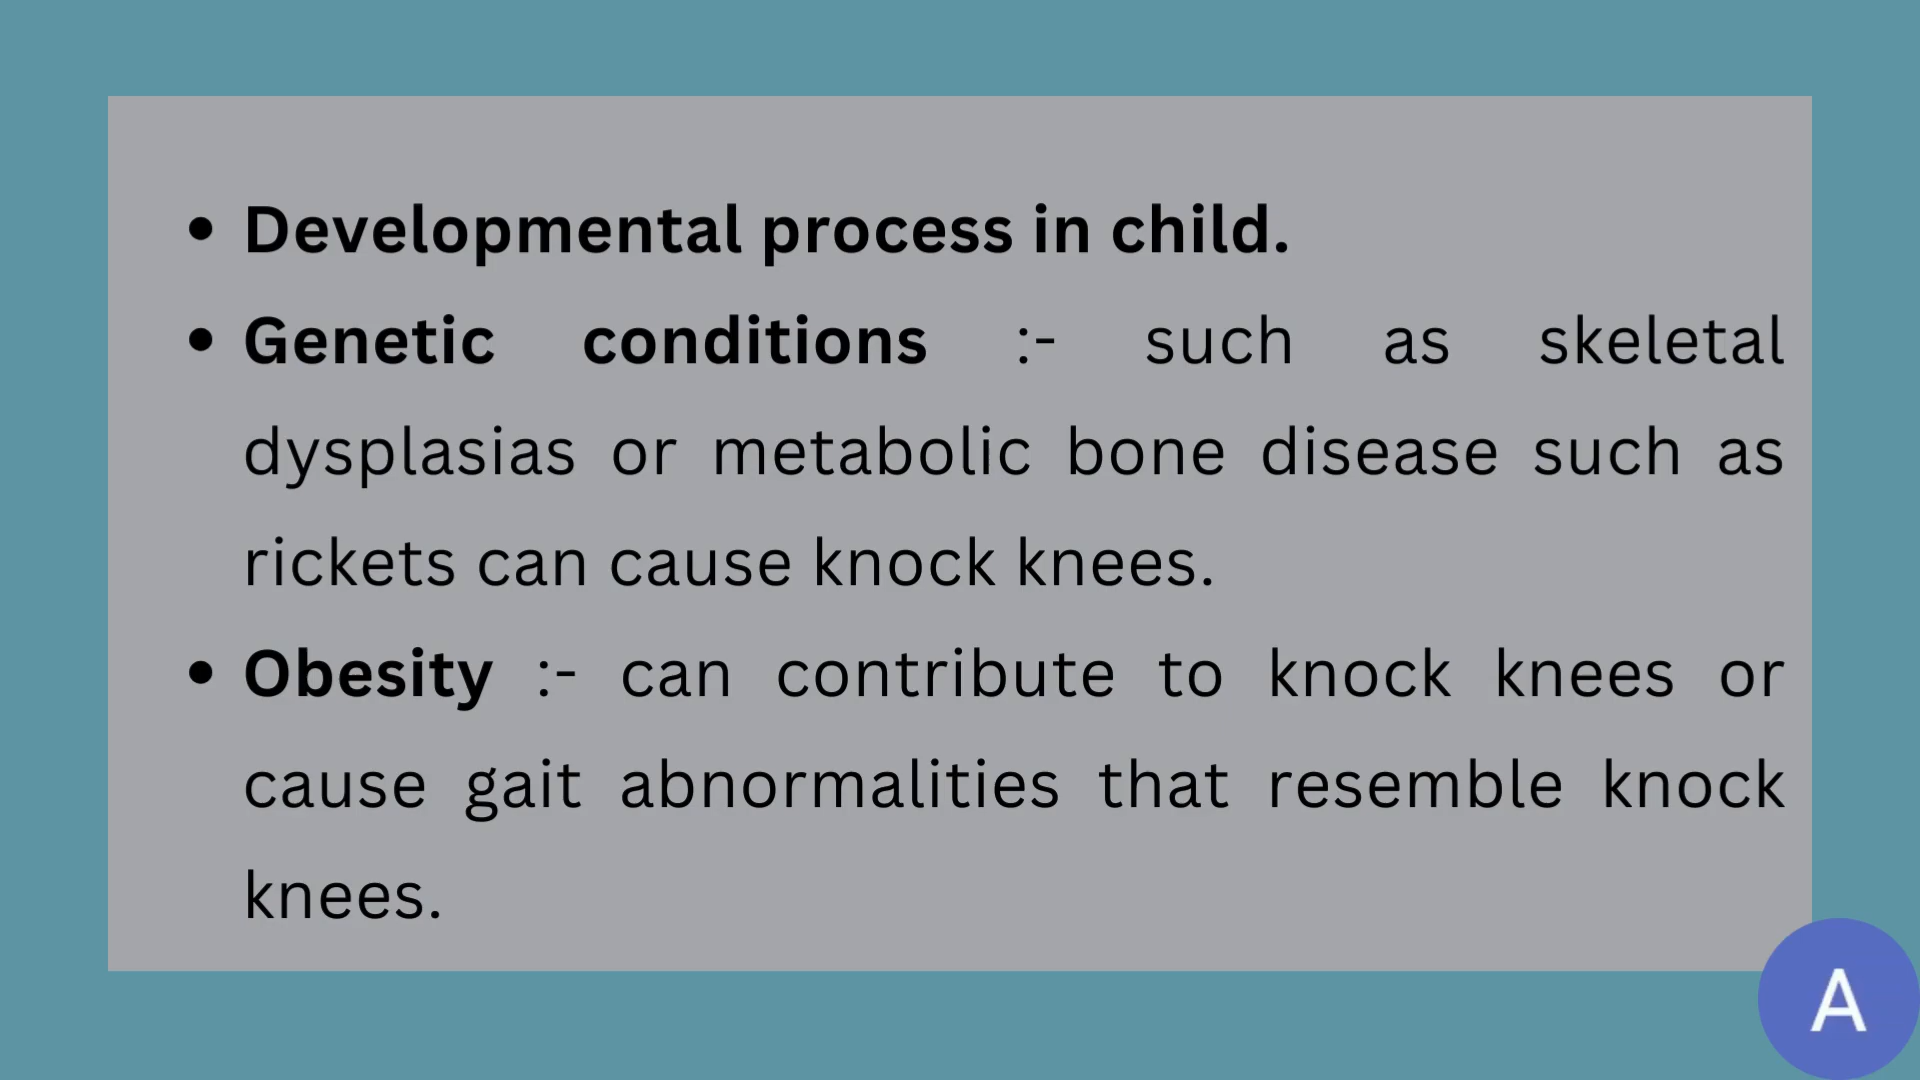 • Developmental process in child.
• Genetic conditions :- such as skeletal
dysplasias or metabolic bone disease such as
rickets can cause knock knees.
• Obesity :- can contribute to knock knees or
cause gait abnormalities that resemble knock
knees.
A